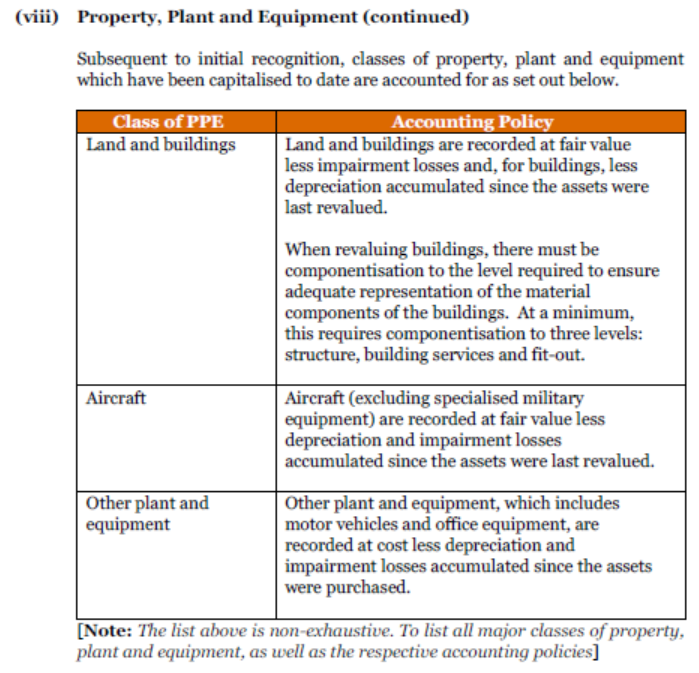 (viii) Property, Plant and Equipment (continued)
Subsequent to initial recognition, classes of property, plant and equipment
which have been capitalised to date are accounted for as set out below.
Class of PPE Accounting Policy
Land and buildings Land and buildings are recorded at fair value
less impairment losses and, for buildings, less
depreciation accumulated since the assets were
last revalued.
When revaluing buildings, there must be
componentisation to the level required to ensure
adequate representation of the material
components of the buildings. At a minimum,
this requires componentisation to three levels:
structure, building services and fit-out.
Aircraft Aircraft (excluding specialised military
equipment) are recorded at fair value less
depreciation and impairment losses
accumulated since the assets were last revalued.
Other plant and Other plant and equipment, which includes
equipment motor vehicles and office equipment, are
recorded at cost less depreciation and
impairment losses accumulated since the assets
were purchased.
[Note: The list above is non-exhaustive. To list all major classes of property,
plant and equipment, as well as the respective accounting policies]